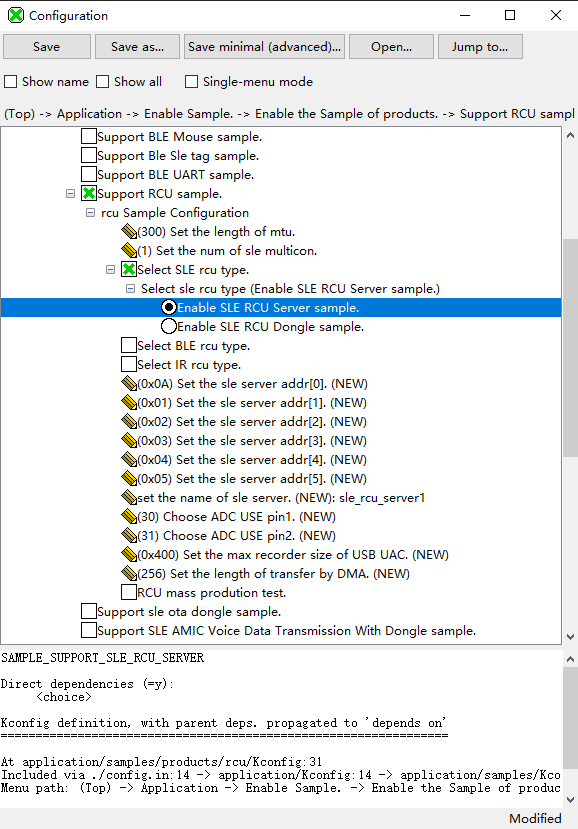 Configuration
Save Save as... Save minimal (advanced)... Open... Jump to...
Show name Show all Single-menu mode
(Top) -> Application -> Enable Sample. -> Enable the Sample of products. -> Support RCU sampl
Support BLE Mouse sample.
Support Ble Sle tag sample.
Support BLE UART sample.
Support RCU sample.
rcu Sample Configuration
(300) Set the length of mtu.
(1) Set the num of sle multicon.
Select SLE rcu type.
Select sle rcu type (Enable SLE RCU Server sample.)
Enable SLE RCU Server sample.
Enable SLE RCU Dongle sample.
Select BLE rcu type.
Select IR rcu type.
(0x0A) Set the sle server addr[0]. (NEW)
(0x01) Set the sle server addr[1]. (NEW)
(0x02) Set the sle server addr[2]. (NEW)
(0x03) Set the sle server addr[3]. (NEW)
(0x04) Set the sle server addr[4]. (NEW)
(0x05) Set the sle server addr[5]. (NEW)
set the name of sle server. (NEW): sle_rcu_server1
(30) Choose ADC USE pin1. (NEW)
(31) Choose ADC USE pin2. (NEW)
(0x400) Set the max recorder size of USB UAC. (NEW)
(256) Set the length of transfer by DMA. (NEW)
RCU mass prodution test.
Support sle ota dongle sample.
Support SLE AMIC Voice Data Transmission With Dongle sample.
SAMPLE_SUPPORT_SLE_RCU_SERVER
Direct dependencies (=y):
<choice>
Kconfig definition, with parent deps. propagated to 'depends on'
================================================================
At application/samples/products/rcu/Kconfig:31
Included via ./config.in:14 -> application/Kconfig:14 -> application/samples/Kco
Menu path: (Top) -> Application -> Enable Sample. -> Enable the Sample of produc
Modified